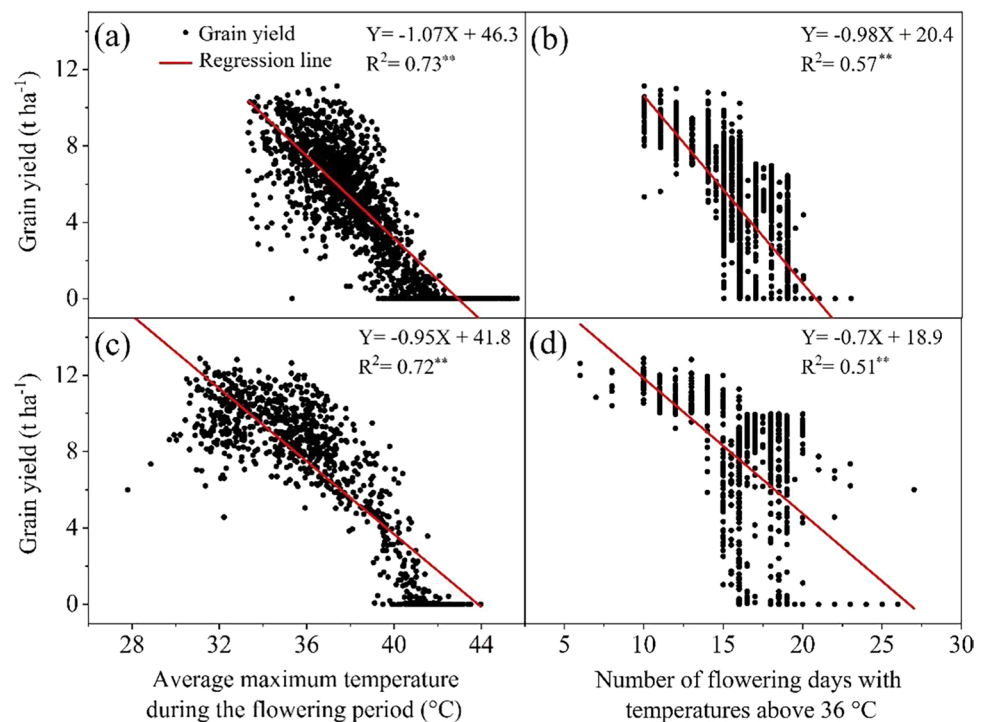 (a)
Grain yield
Regression line
Y= -1.07X + 46.3
R²= 0.73**
(b)
Y= -0.98X + 20.4
R²= 0.57**
Grain yield (t ha⁻¹)
12
8
4
0
(c)
Y= -0.95X + 41.8
R²= 0.72**
(d)
Y= -0.7X + 18.9
R²= 0.51**
Grain yield (t ha⁻¹)
12
8
4
0
28 32 36 40 44
5 10 15 20 25 30
Average maximum temperature
during the flowering period (°C)
Number of flowering days with
temperatures above 36 °C